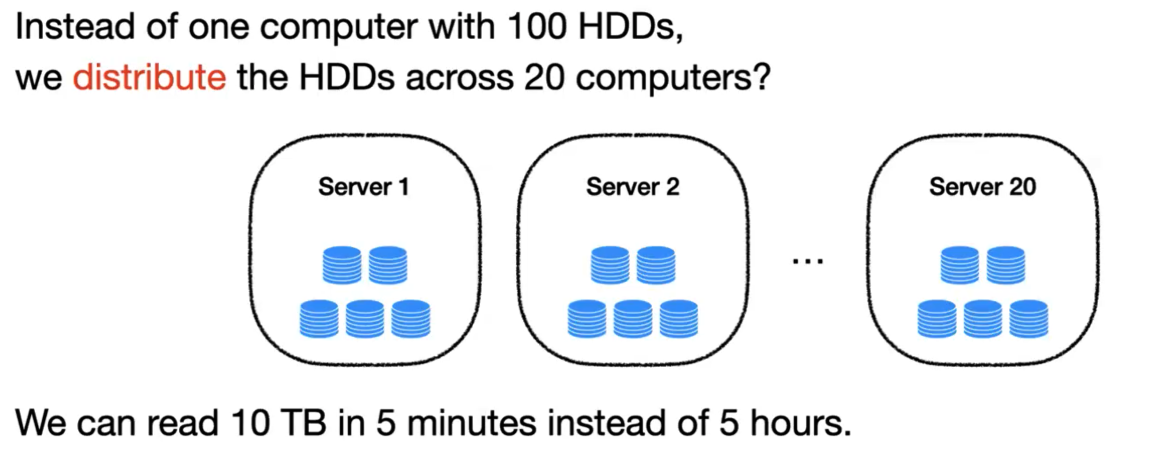 Instead of one computer with 100 HDDs,
we distribute the HDDs across 20 computers?
Server 1
Server 2
Server 20
...
We can read 10 TB in 5 minutes instead of 5 hours.